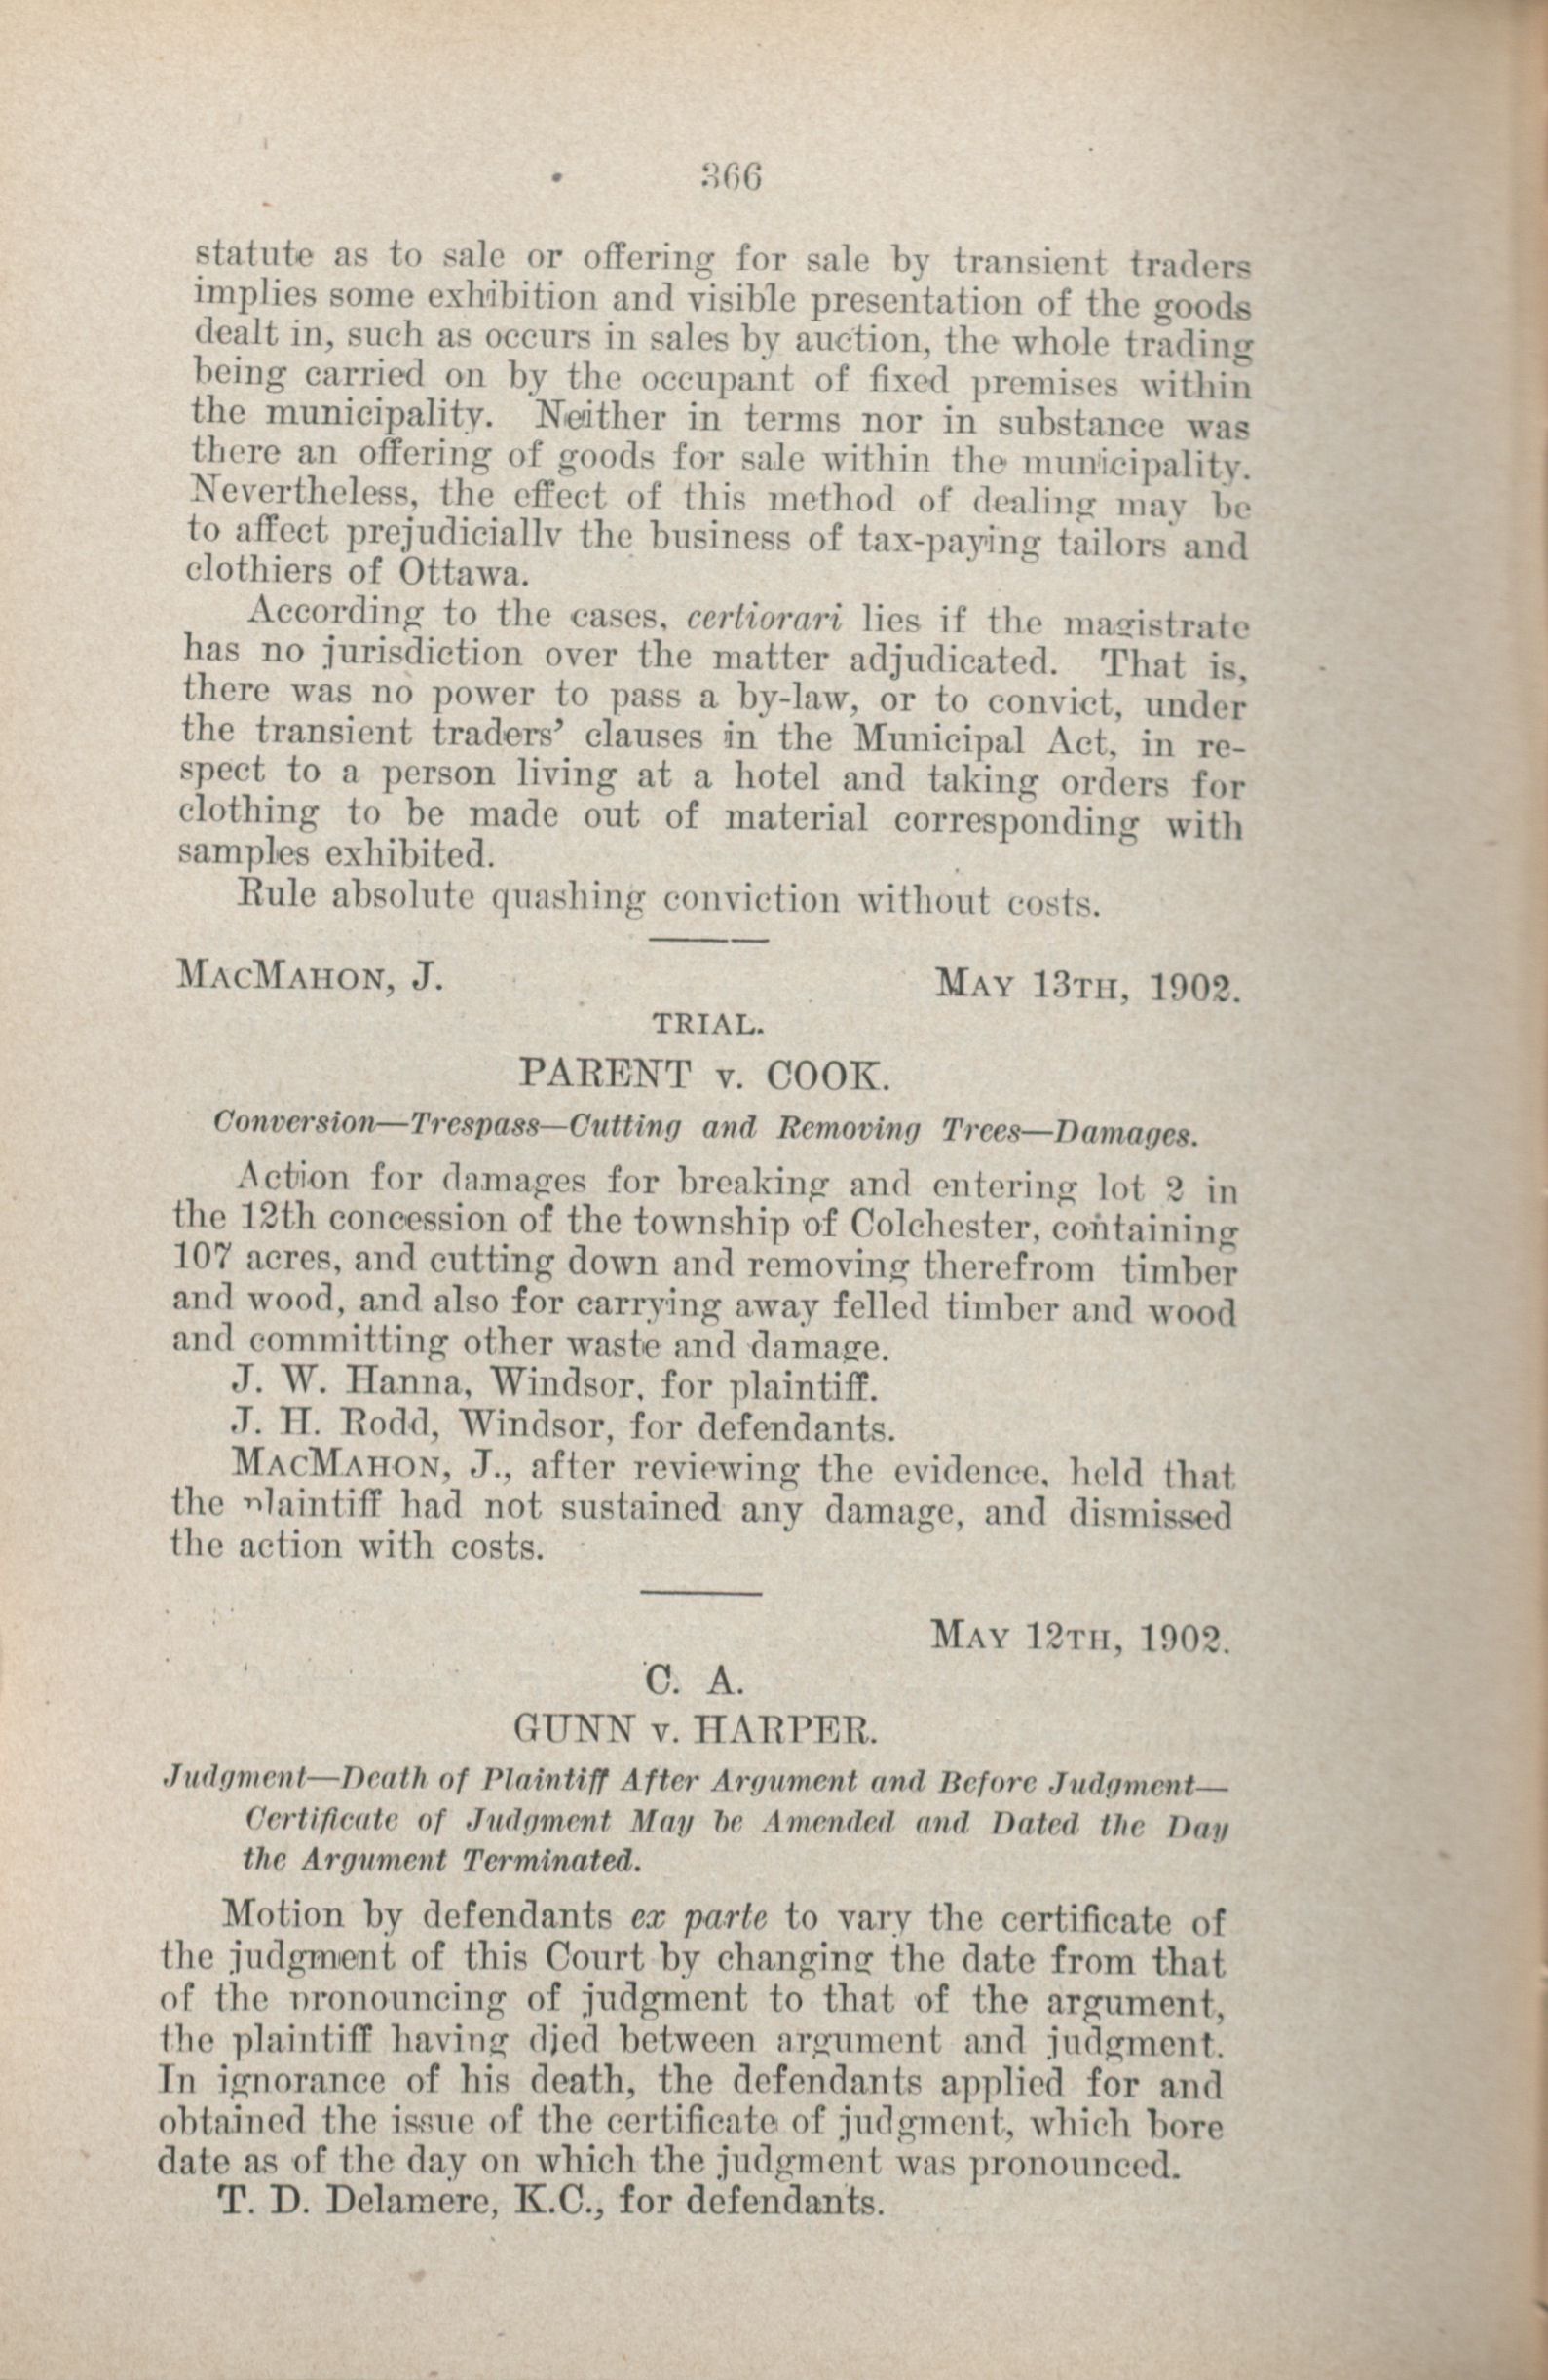 366
statute as to sale or offering for sale by transient traders
implies some exhibition and visible presentation of the goods
dealt in, such as occurs in sales by auction, the whole trading
being carried on by the occupant of fixed premises within
the municipality. Neither in terms nor in substance was
there an offering of goods for sale within the municipality.
Nevertheless, the effect of this method of dealing may be
to affect prejudicially the business of tax-paying tailors and
clothiers of Ottawa.
According to the cases, certiorari lies if the magistrate
has no jurisdiction over the matter adjudicated. That is,
there was no power to pass a by-law, or to convict, under
the transient traders' clauses in the Municipal Act, in re-
spect to a person living at a hotel and taking orders for
clothing to be made out of material corresponding with
samples exhibited.
Rule absolute quashing conviction without costs.
MACMAHON, J. MAY 13TH, 1902.
TRIAL.
PARENT v. COOK.
Conversion—Trespass—Cutting and Removing Trees—Damages.
Action for damages for breaking and entering lot 2 in
the 12th concession of the township of Colchester, containing
107 acres, and cutting down and removing therefrom timber
and wood, and also for carrying away felled timber and wood
and committing other waste and damage.
J. W. Hanna, Windsor, for plaintiff.
J. H. Rodd, Windsor, for defendants.
MACMAHON, J., after reviewing the evidence, held that
the plaintiff had not sustained any damage, and dismissed
the action with costs.
MAY 12TH, 1902.
C. A.
GUNN v. HARPER.
Judgment—Death of Plaintiff After Argument and Before Judgment—
Certificate of Judgment May be Amended and Dated the Day
the Argument Terminated.
Motion by defendants ex parte to vary the certificate of
the judgment of this Court by changing the date from that
of the pronouncing of judgment to that of the argument,
the plaintiff having died between argument and judgment.
In ignorance of his death, the defendants applied for and
obtained the issue of the certificate of judgment, which bore
date as of the day on which the judgment was pronounced.
T. D. Delamere, K.C., for defendants.